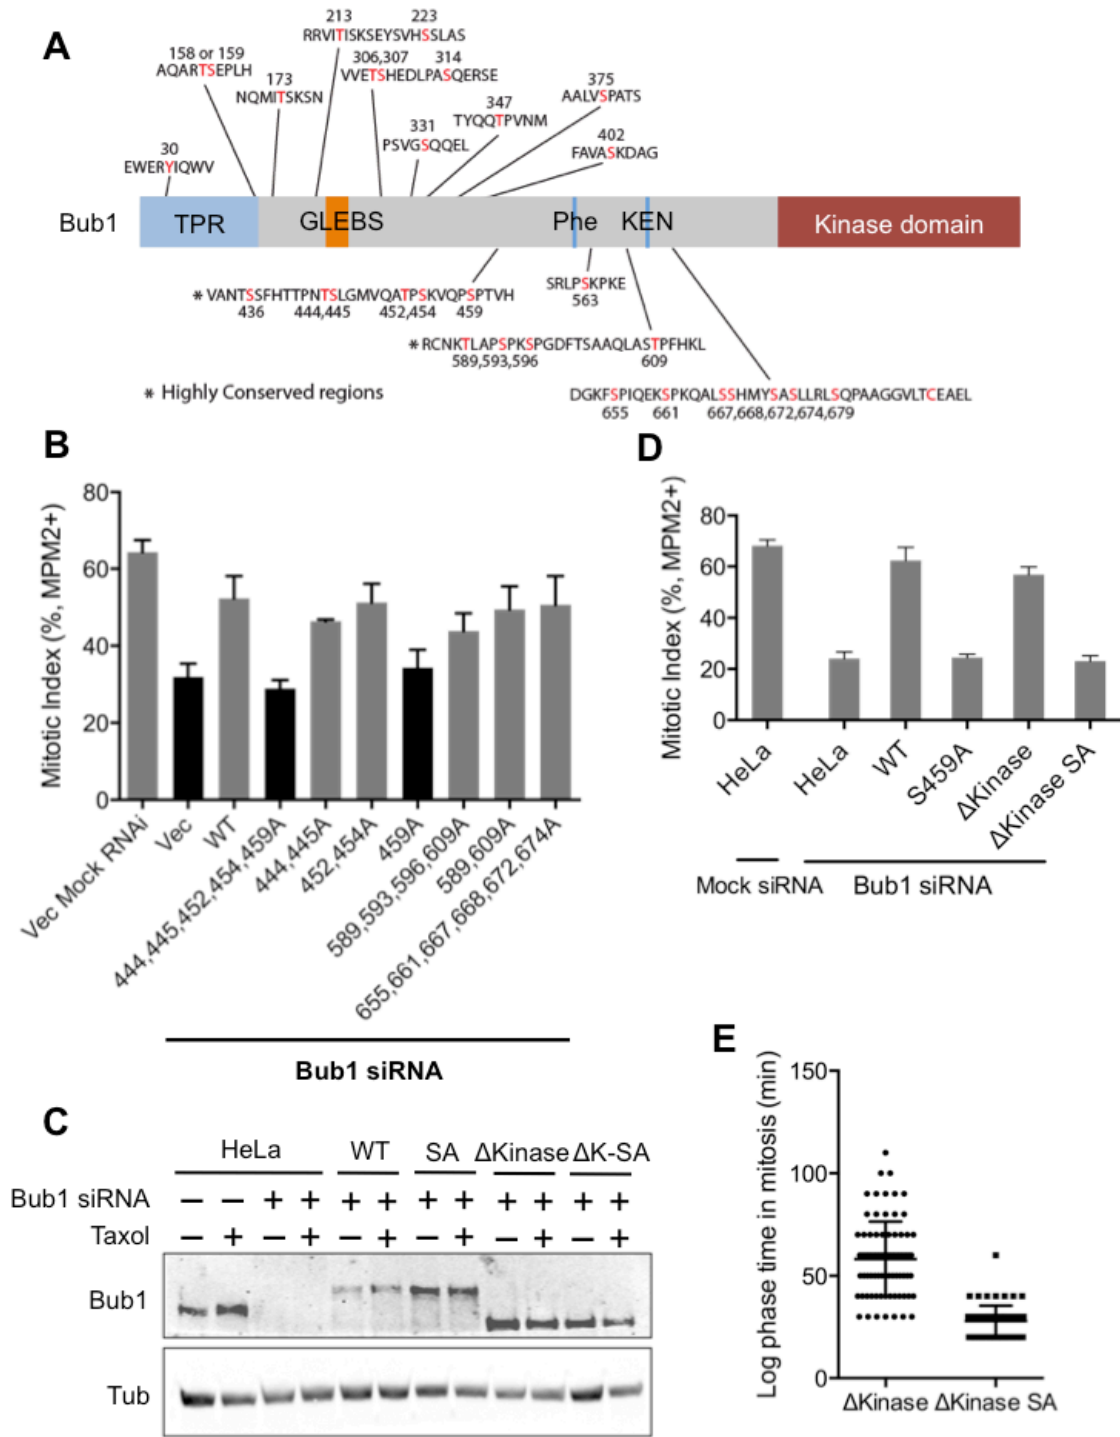 A
213
223
RRVITISKSEYSVHSSLAS
158 or 159
306,307
314
AQARTSEPLH
VVETSHEDLPASQERSE
173
375
NQMITSKSN
AALVSPATS
347
TYQQTPVNM
331
PSVGSQQEL
402
FAVASKDAG
30
EWERYIQWV
Bub1
TPR
GLEBS
Phe
KEN
Kinase domain
*VANTSSFHTTPNTSLGMVQATPSKVQPSPTVH
436
444,445
452,454
459
SRLPSKPKE
563
*RCNKTLAPSPKSPGDFTSAAQLASTPFHKL
589,593,596
609
* Highly Conserved regions
DGKFSPIQEKSPKQALSSHMYSASLLRLSQPAAGGVLTCEAEL
655
661
667,668,672,674,679
B
Mitotic Index (%, MPM2+)
80
60
40
20
0
Vec Mock RNAi
Vec
WT
444,445,452,454,459A
444,445A
452,454A
459A
589,593,596,609A
589,609A
655,661,667,668,672,674A
Bub1 siRNA
D
Mitotic Index (%, MPM2+)
80
60
40
20
0
HeLa
HeLa
WT
S459A
ΔKinase
ΔKinase SA
Mock siRNA
Bub1 siRNA
C
HeLa
WT
SA
ΔKinase
ΔK-SA
Bub1 siRNA − − + + + + + + + + + +
Taxol − + − + − + − + − + − +
Bub1
Tub
E
Log phase time in mitosis (min)
150
100
50
0
ΔKinase
ΔKinase SA